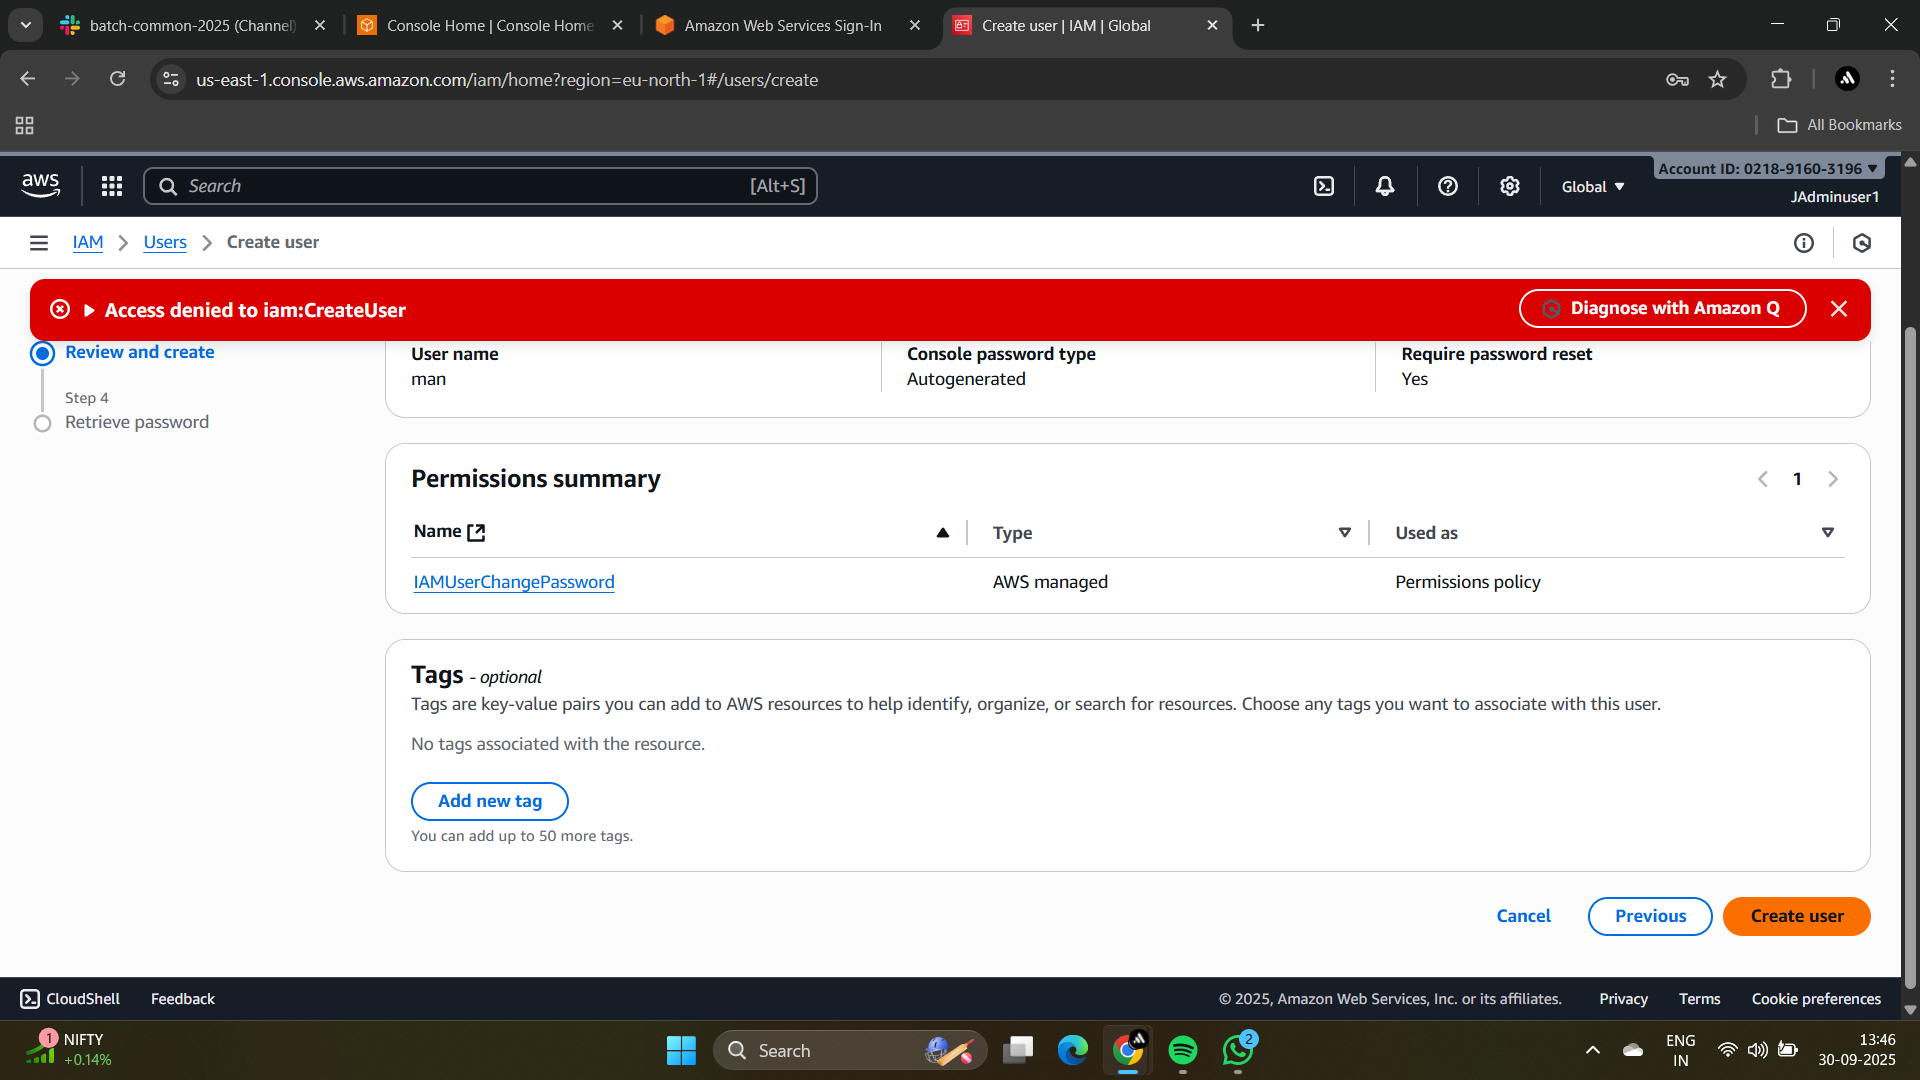 batch-common-2025 (Channel)
Console Home | Console Home
Amazon Web Services Sign-In
Create user | IAM | Global
us-east-1.console.aws.amazon.com/iam/home?region=eu-north-1#/users/create
All Bookmarks
aws
Search
[Alt+S]
Global
Account ID: 0218-9160-3196
JAdminuser1
IAM
Users
Create user
Access denied to iam:CreateUser
Diagnose with Amazon Q
Review and create
Step 4
Retrieve password
User name
man
Console password type
Autogenerated
Require password reset
Yes
Permissions summary
1
Name
Type
Used as
IAMUserChangePassword
AWS managed
Permissions policy
Tags - optional
Tags are key-value pairs you can add to AWS resources to help identify, organize, or search for resources. Choose any tags you want to associate with this user.
No tags associated with the resource.
Add new tag
You can add up to 50 more tags.
Cancel
Previous
Create user
CloudShell
Feedback
© 2025, Amazon Web Services, Inc. or its affiliates.
Privacy
Terms
Cookie preferences
1
NIFTY
+0.14%
Search
2
ENG
IN
13:46
30-09-2025